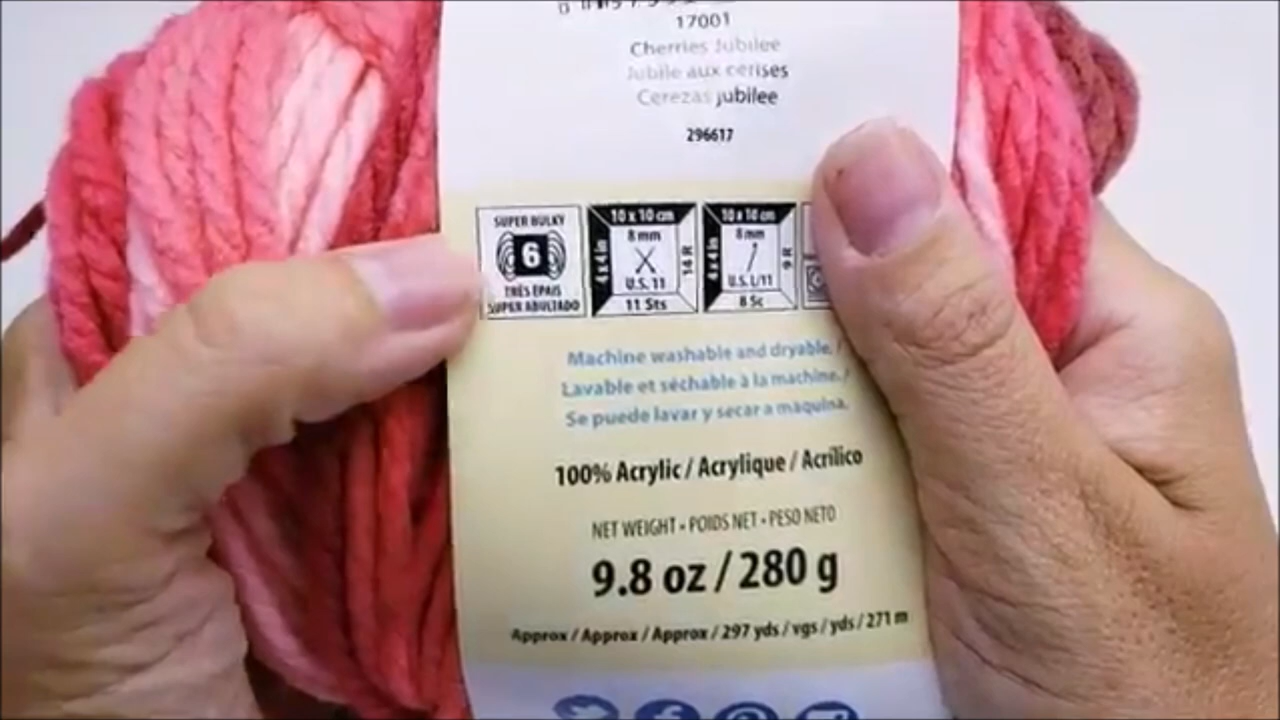 17001
Cherries Jubilee
Jubile aux cerises
Cerezas jubilee
296617
SUPER BULKY
6
TRÈS ÉPAIS
SUPER ABULTADO
10 x 10 cm
4 x 4 in
8 mm
U.S. 11
14 R
11 Sts
10 x 10 cm
4 x 4 in
8 mm
U.S. L/11
9 R
8 Sc
Machine washable and dryable. /
Lavable et séchable à la machine. /
Se puede lavar y secar a maquina.
100% Acrylic / Acrylique / Acrílico
NET WEIGHT • POIDS NET • PESO NETO
9.8 oz / 280 g
Approx / Approx / Approx / 297 yds / vgs / yds / 271 m